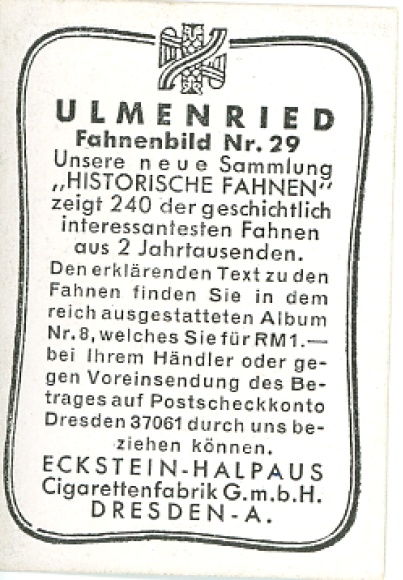 ULMENRIED
Fahnenbild Nr. 29
Unsere neue Sammlung
„HISTORISCHE FAHNEN“
zeigt 240 der geschichtlich
interessantesten Fahnen
aus 2 Jahrtausenden.
Den erklärenden Text zu den
Fahnen finden Sie in dem
reich ausgestatteten Album
Nr. 8, welches Sie für RM 1.—
bei Ihrem Händler oder ge-
gen Voreinsendung des Be-
trages auf Postscheckkonto
Dresden 37061 durch uns be-
ziehen können.
ECKSTEIN-HALPAUS
Cigarettenfabrik G.m.b.H.
DRESDEN-A.